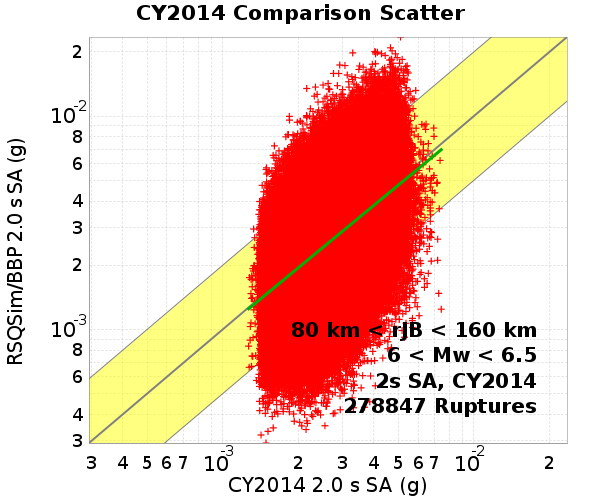 CY2014 Comparison Scatter
RSQSim/BBP 2.0 s SA (g)
2
10⁻²
8
6
4
3
2
10⁻³
8
6
4
3
80 km < rJB < 160 km
6 < Mw < 6.5
2s SA, CY2014
278847 Ruptures
3 4 5 6 7 10⁻³ 2 3 4 5 6 7 10⁻² 2
CY2014 2.0 s SA (g)